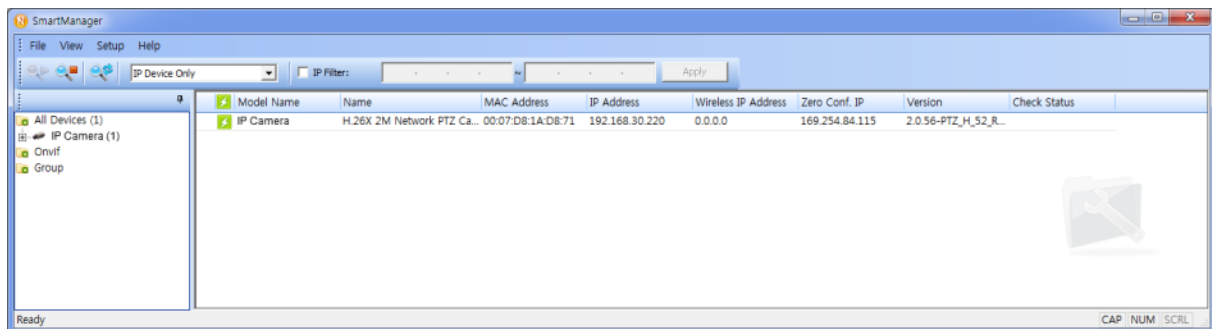 SmartManager
File View Setup Help
IP Device Only IP Filter: . . . ~ . . . Apply
Model Name Name MAC Address IP Address Wireless IP Address Zero Conf. IP Version Check Status
All Devices (1)
IP Camera (1)
Onvif
Group
IP Camera H.26X 2M Network PTZ Ca... 00:07:D8:1A:D8:71 192.168.30.220 0.0.0.0 169.254.84.115 2.0.56-PTZ_H_52_R...
Ready CAP NUM SCRL